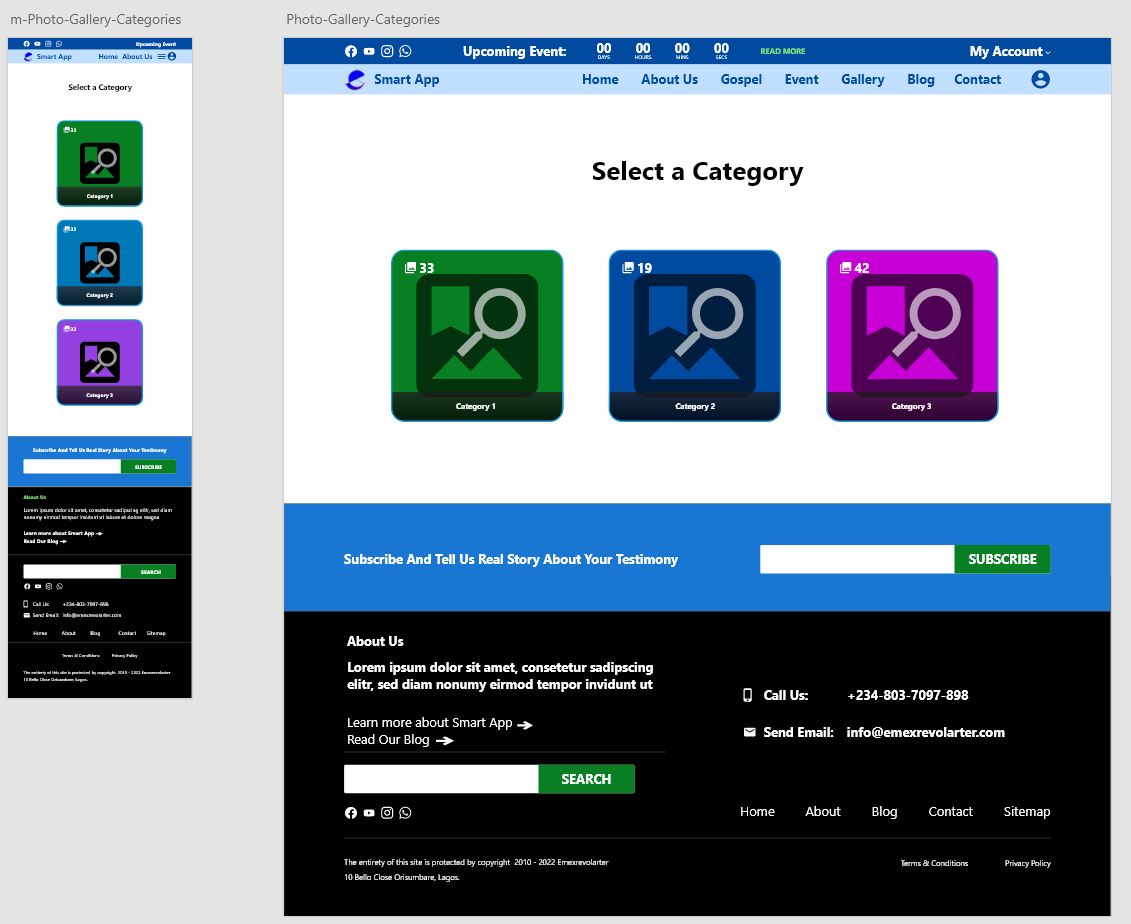 m-Photo-Gallery-Categories
Upcoming Event
Smart App Home About Us
Select a Category
33
Category 1
Category 2
33
Category 3
Subscribe And Tell Us Real Story About Your Testimony
SUBSCRIBE
About Us
Lorem ipsum dolor sit amet, consetetur sadipscing elitr, sed diam
nonumy eirmod tempor invidunt ut labore et dolore magna
Learn more about Smart App
Read Our Blog
SEARCH
Call Us: +234-803-7097-898
Send Email: info@emexrevolarter.com
Home About Blog Contact Sitemap
Terms & Conditions Privacy Policy
The entirety of this site is protected by copyright 2010 - 2022 Emexrevolarter
10 Bello Close Orisumbare, Lagos.
Photo-Gallery-Categories
Upcoming Event: 00 00 00 00 READ MORE My Account
DAYS HOURS MINS SECS
Smart App Home About Us Gospel Event Gallery Blog Contact
Select a Category
33 19 42
Category 1 Category 2 Category 3
Subscribe And Tell Us Real Story About Your Testimony SUBSCRIBE
About Us
Lorem ipsum dolor sit amet, consetetur sadipscing
elitr, sed diam nonumy eirmod tempor invidunt ut
Learn more about Smart App
Read Our Blog
Call Us: +234-803-7097-898
Send Email: info@emexrevolarter.com
SEARCH
Home About Blog Contact Sitemap
The entirety of this site is protected by copyright 2010 - 2022 Emexrevolarter
10 Bello Close Orisumbare, Lagos.
Terms & Conditions Privacy Policy